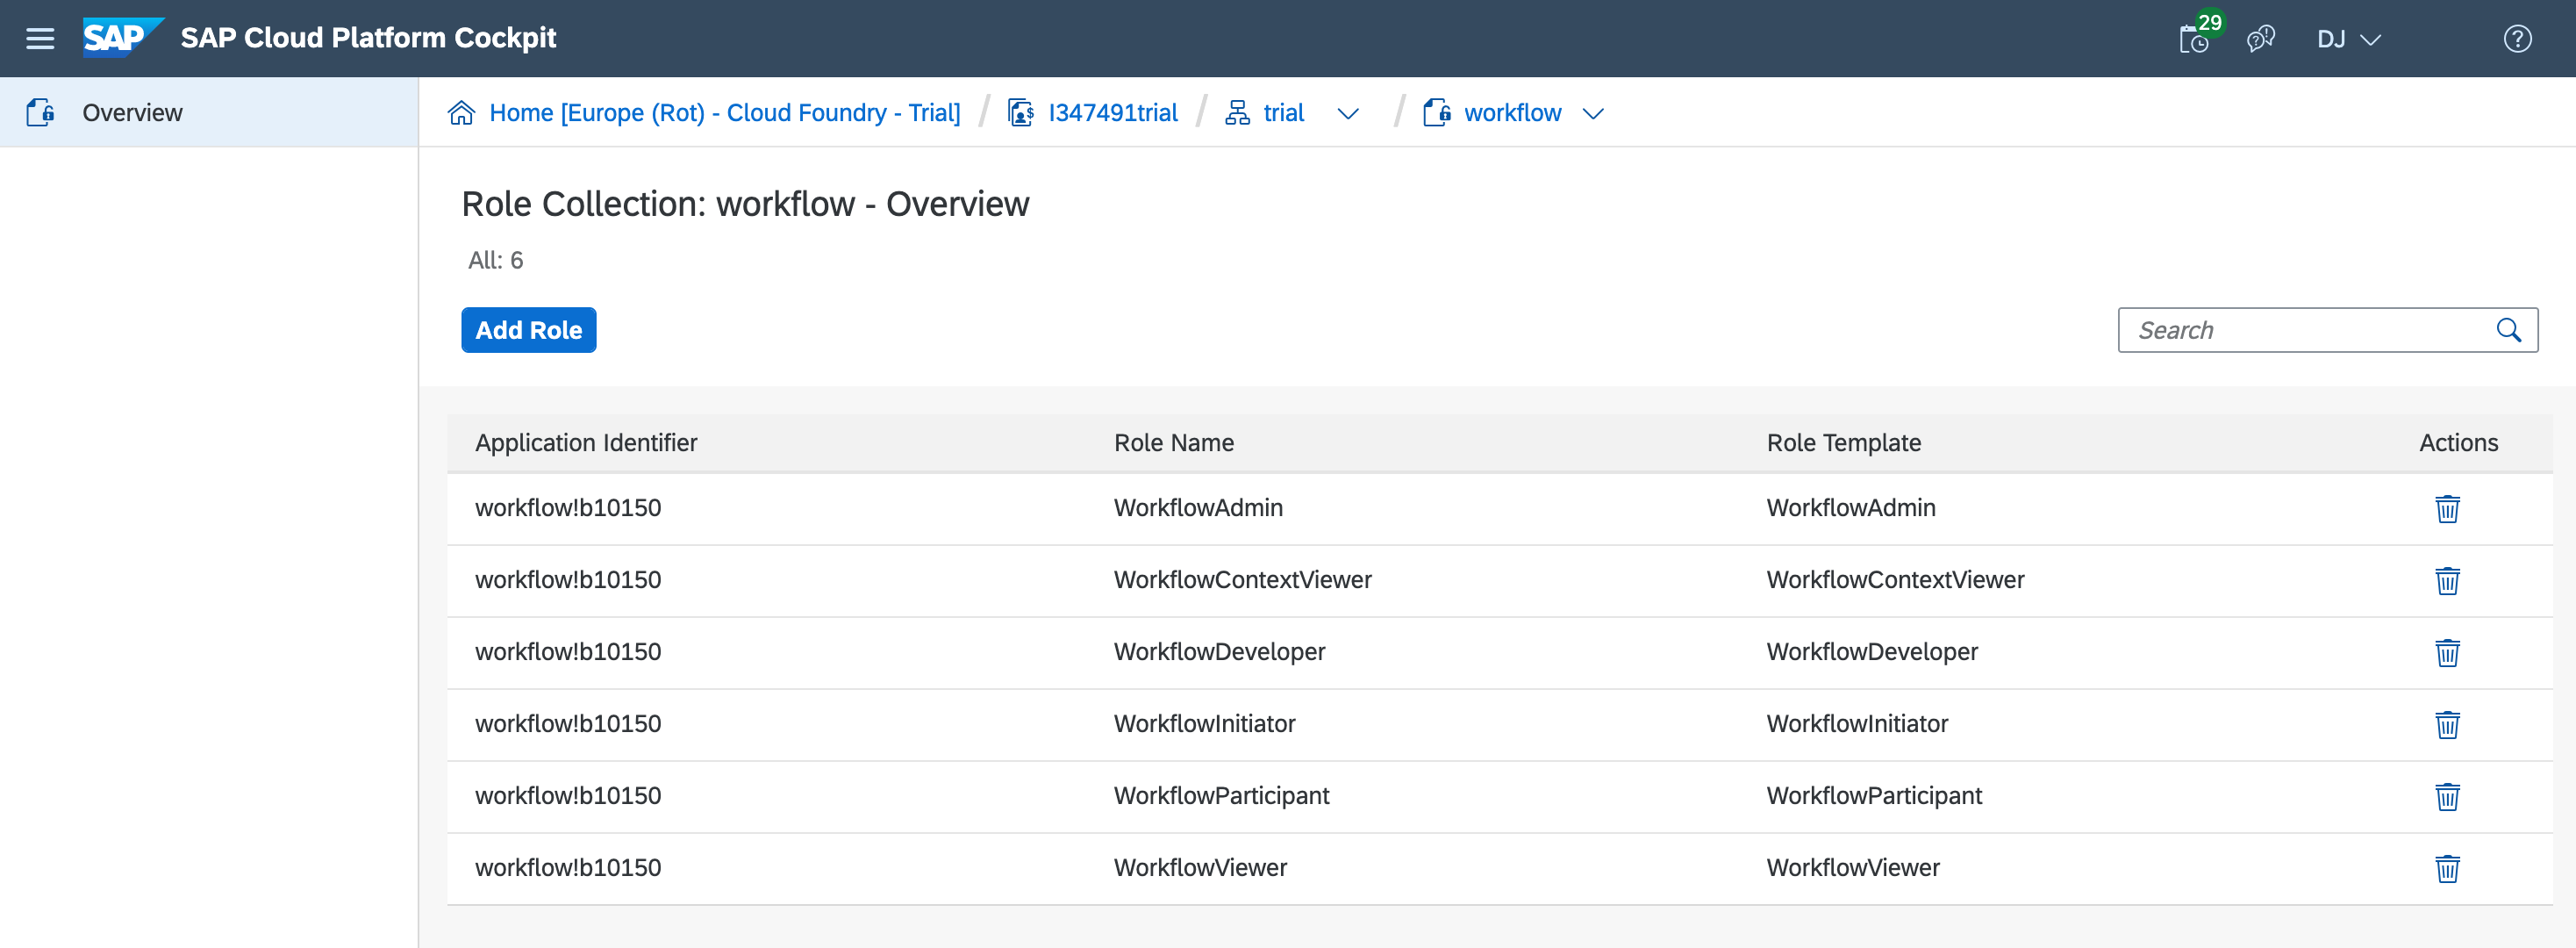 SAP SAP Cloud Platform Cockpit 29 DJ
Overview
Home [Europe (Rot) - Cloud Foundry - Trial] / I347491trial / trial / workflow
Role Collection: workflow - Overview
All: 6
Add Role
Search
Application Identifier Role Name Role Template Actions
workflow!b10150 WorkflowAdmin WorkflowAdmin
workflow!b10150 WorkflowContextViewer WorkflowContextViewer
workflow!b10150 WorkflowDeveloper WorkflowDeveloper
workflow!b10150 WorkflowInitiator WorkflowInitiator
workflow!b10150 WorkflowParticipant WorkflowParticipant
workflow!b10150 WorkflowViewer WorkflowViewer